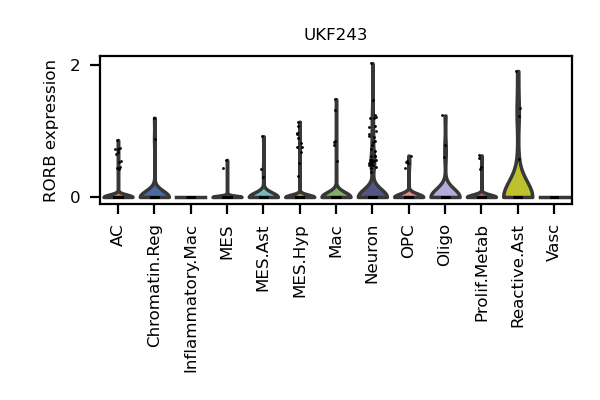 UKF243
RORB expression
2
0
AC
Chromatin.Reg
Inflammatory.Mac
MES
MES.Ast
MES.Hyp
Mac
Neuron
OPC
Oligo
Prolif.Metab
Reactive.Ast
Vasc